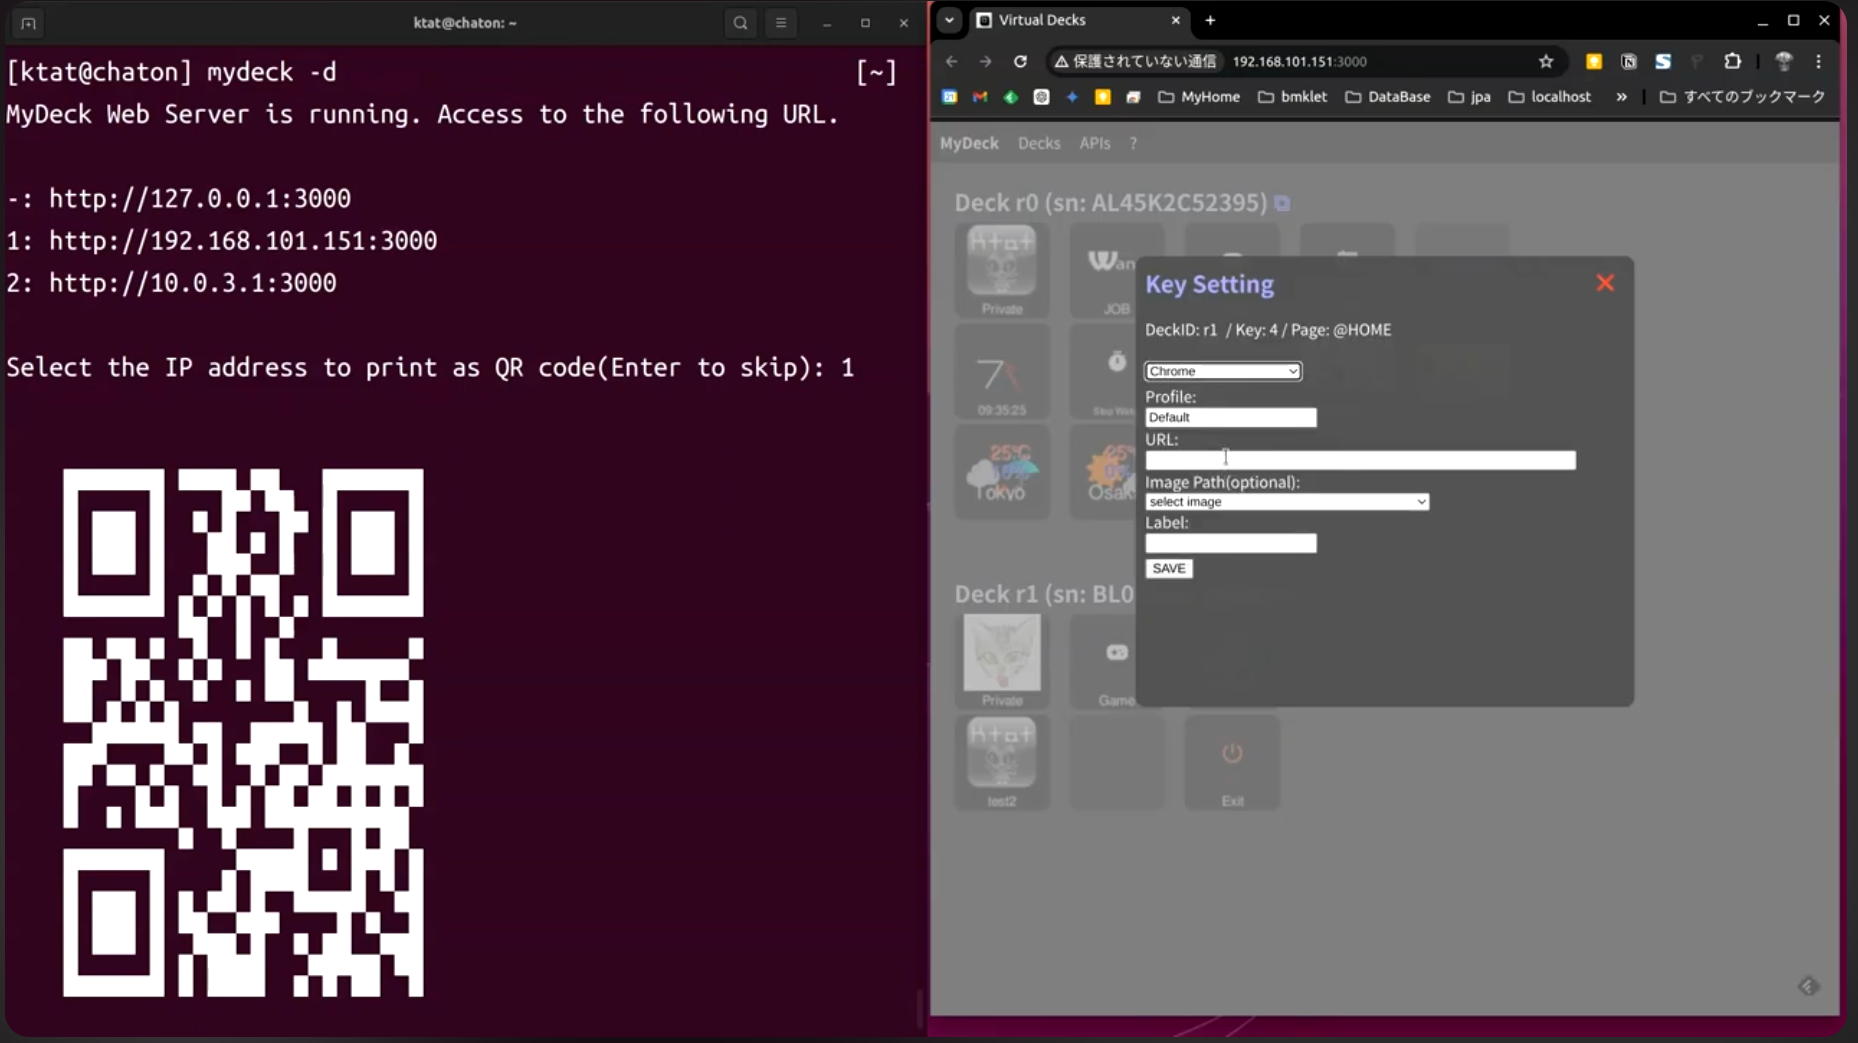 ktat@chaton: ~
[ktat@chaton] mydeck -d [~]
MyDeck Web Server is running. Access to the following URL.
-: http://127.0.0.1:3000
1: http://192.168.101.151:3000
2: http://10.0.3.1:3000
Select the IP address to print as QR code(Enter to skip): 1
Virtual Decks
保護されていない通信 192.168.101.151:3000
MyHome bmklet DataBase jpa localhost » すべてのブックマーク
MyDeck Decks APIs ?
Deck r0 (sn: AL45K2C52395)
ktat
Private
JOB
09:35:25
Stop
25°C
Tokyo
25°C
Key Setting
DeckID: r1 / Key: 4 / Page: @HOME
Chrome
Profile:
Default
URL:
Image Path(optional):
select image
Label:
SAVE
Deck r1 (sn: BL0
Private
Game
ktat
test2
Exit